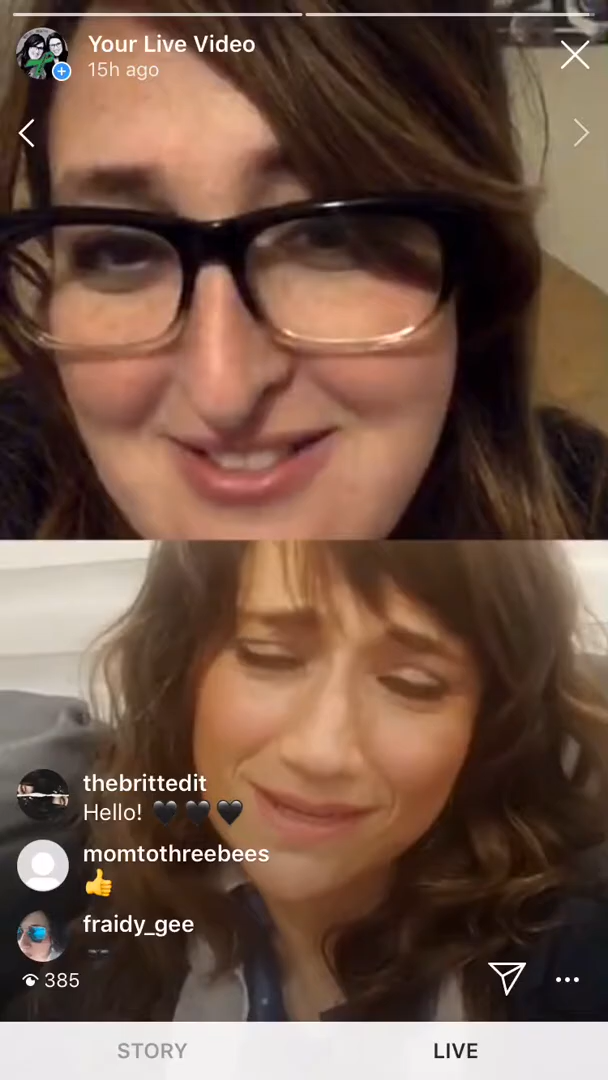 Your Live Video
15h ago
thebrittedit
Hello! 🖤🖤🖤
momtothreebees
👍
fraidy_gee
385
STORY
LIVE